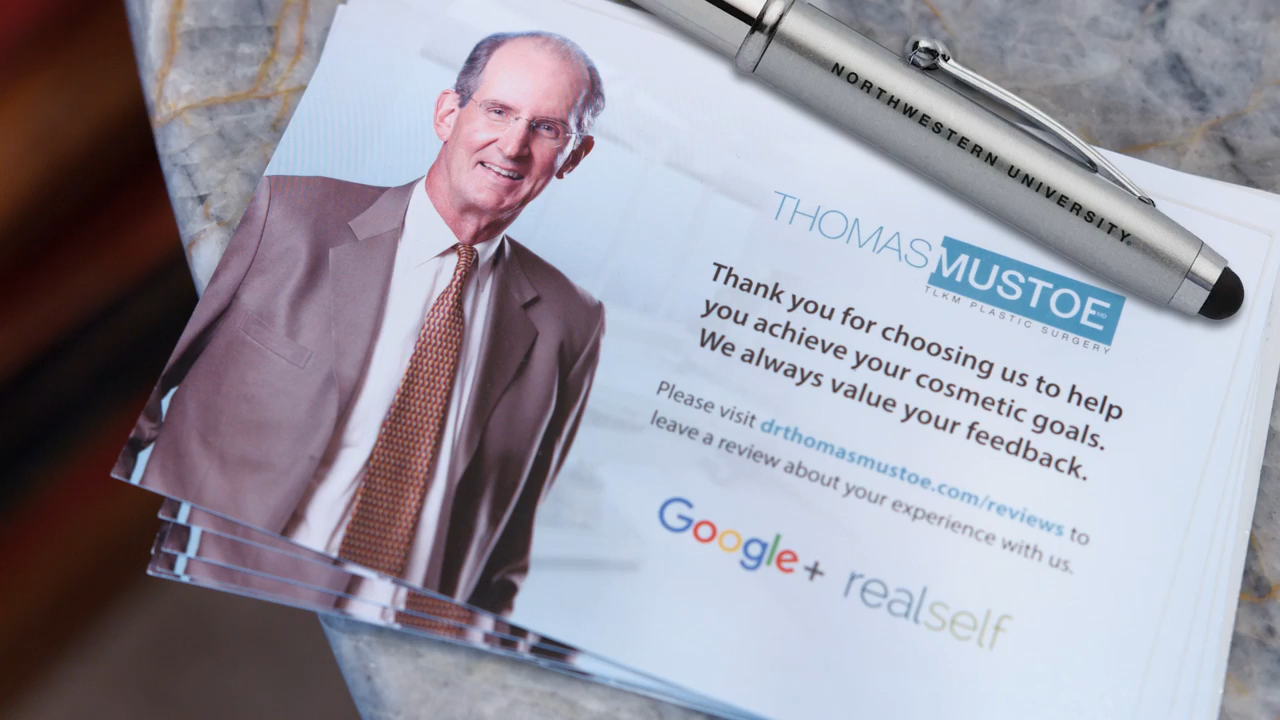 NORTHWESTERN UNIVERSITY.
THOMAS MUSTOE MD
TLKM PLASTIC SURGERY
Thank you for choosing us to help
you achieve your cosmetic goals.
We always value your feedback.
Please visit drthomasmustoe.com/reviews to
leave a review about your experience with us.
Google+ realself